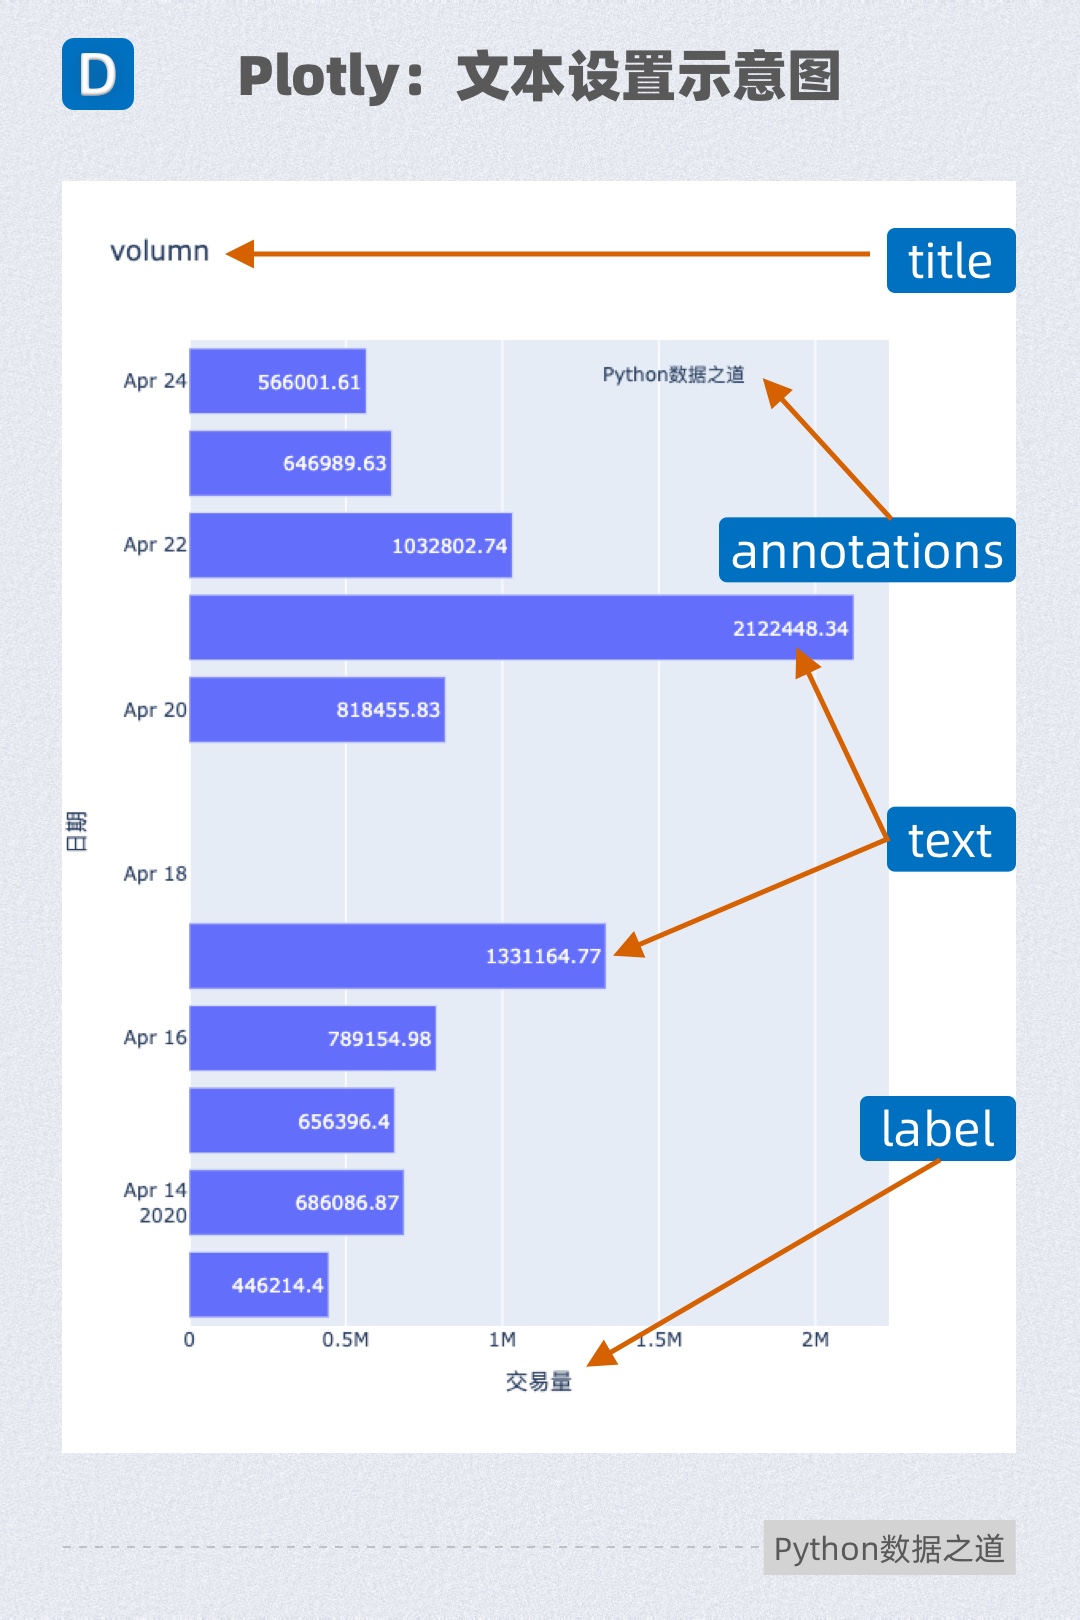 D
Plotly：文本设置示意图
volumn
title
Apr 24
566001.61
Python数据之道
646989.63
Apr 22
1032802.74
annotations
2122448.34
Apr 20
818455.83
日期
text
Apr 18
1331164.77
Apr 16
789154.98
656396.4
label
Apr 14
2020
686086.87
446214.4
0
0.5M
1M
1.5M
2M
交易量
Python数据之道